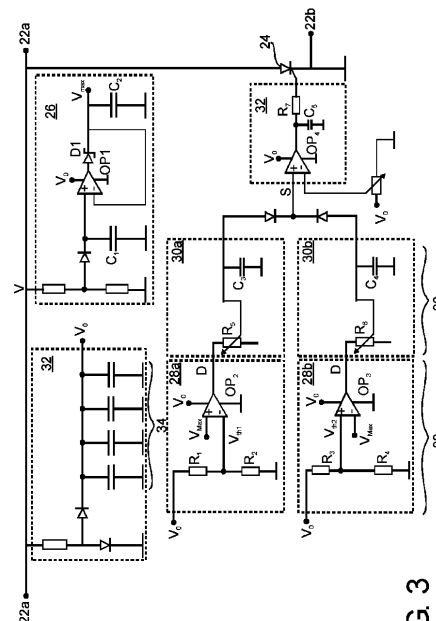 22a
22a
22b
24
32
34
V₀
V
26
Vmax
C₂
D1
OP1
V₀
C₁
32
R₇
C₅
OP₄
V₀
S
V₀
30a
C₃
R₅
D
28a
OP₂
V₀
VMax
Vth1
R₁
R₂
V₀
30b
C₄
R₆
D
28b
OP₃
V₀
Vth2
VMax
R₃
R₄
V₀
G. 3